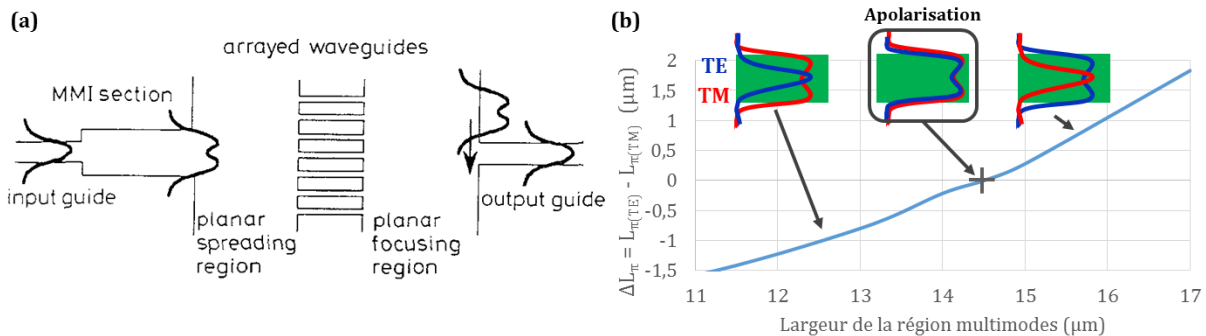 (a)
arrayed waveguides
MMI section
input guide
planar
spreading
region
planar
focusing
region
output guide
(b)
Apolarisation
TE
TM
ΔLπ = Lπ(TE) - Lπ(TM) (µm)
2
1,5
1
0,5
0
-0,5
-1
-1,5
11 12 13 14 15 16 17
Largeur de la région multimodes (µm)